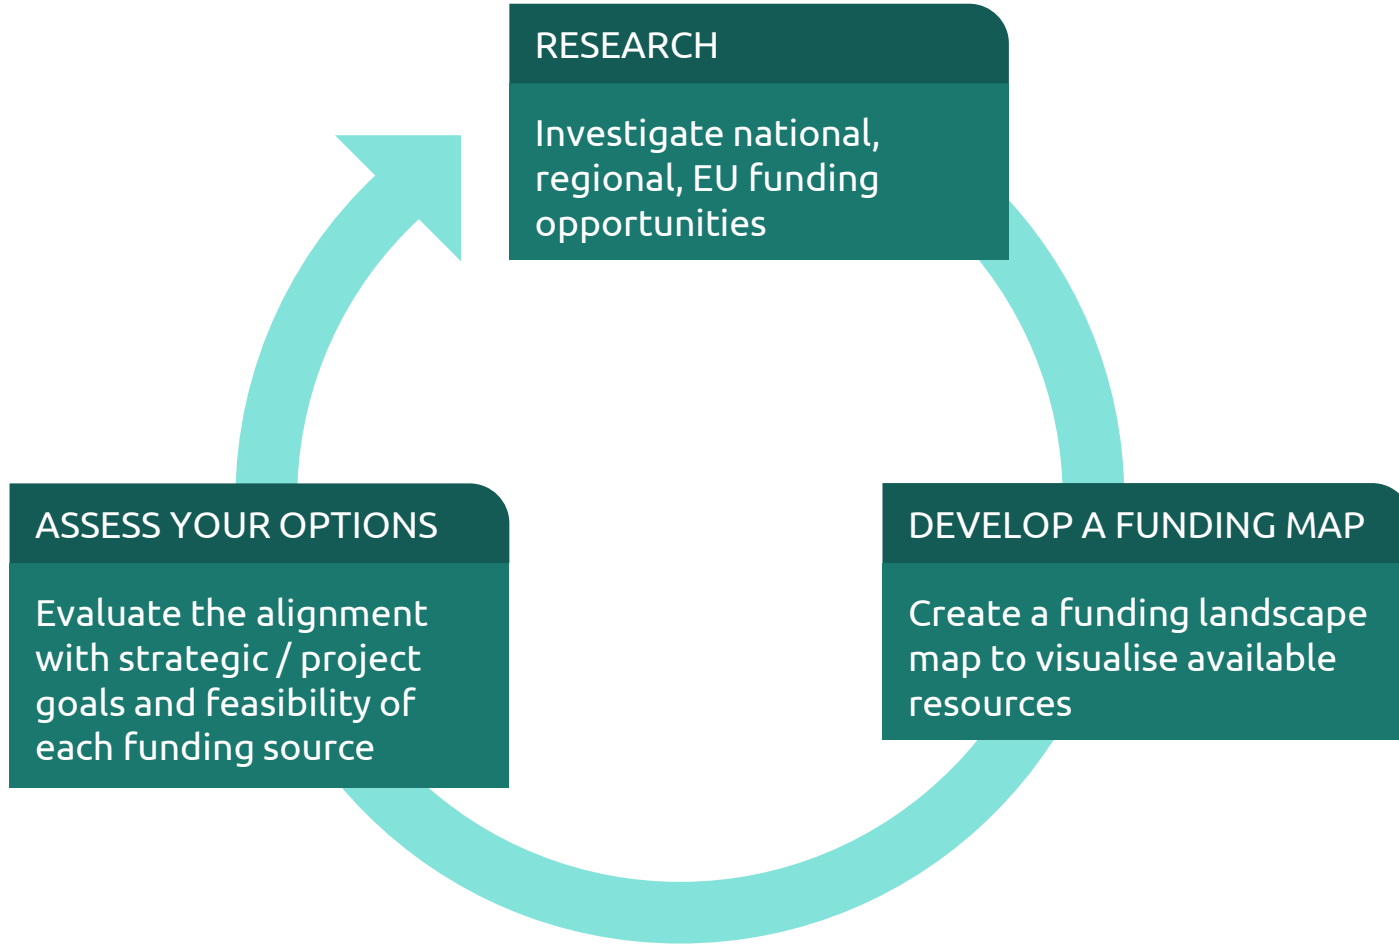 RESEARCH
Investigate national,
regional, EU funding
opportunities
ASSESS YOUR OPTIONS
Evaluate the alignment
with strategic / project
goals and feasibility of
each funding source
DEVELOP A FUNDING MAP
Create a funding landscape
map to visualise available
resources